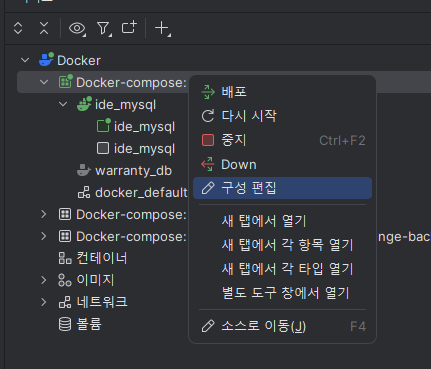 Docker
Docker-compose:
ide_mysql
ide_mysql
ide_mysql
warranty_db
docker_default
Docker-compose:
Docker-compose: nge-bac
컨테이너
이미지
네트워크
볼륨
배포
다시 시작
중지 Ctrl+F2
Down
구성 편집
새 탭에서 열기
새 탭에서 각 항목 열기
새 탭에서 각 타입 열기
별도 도구 창에서 열기
소스로 이동(J) F4